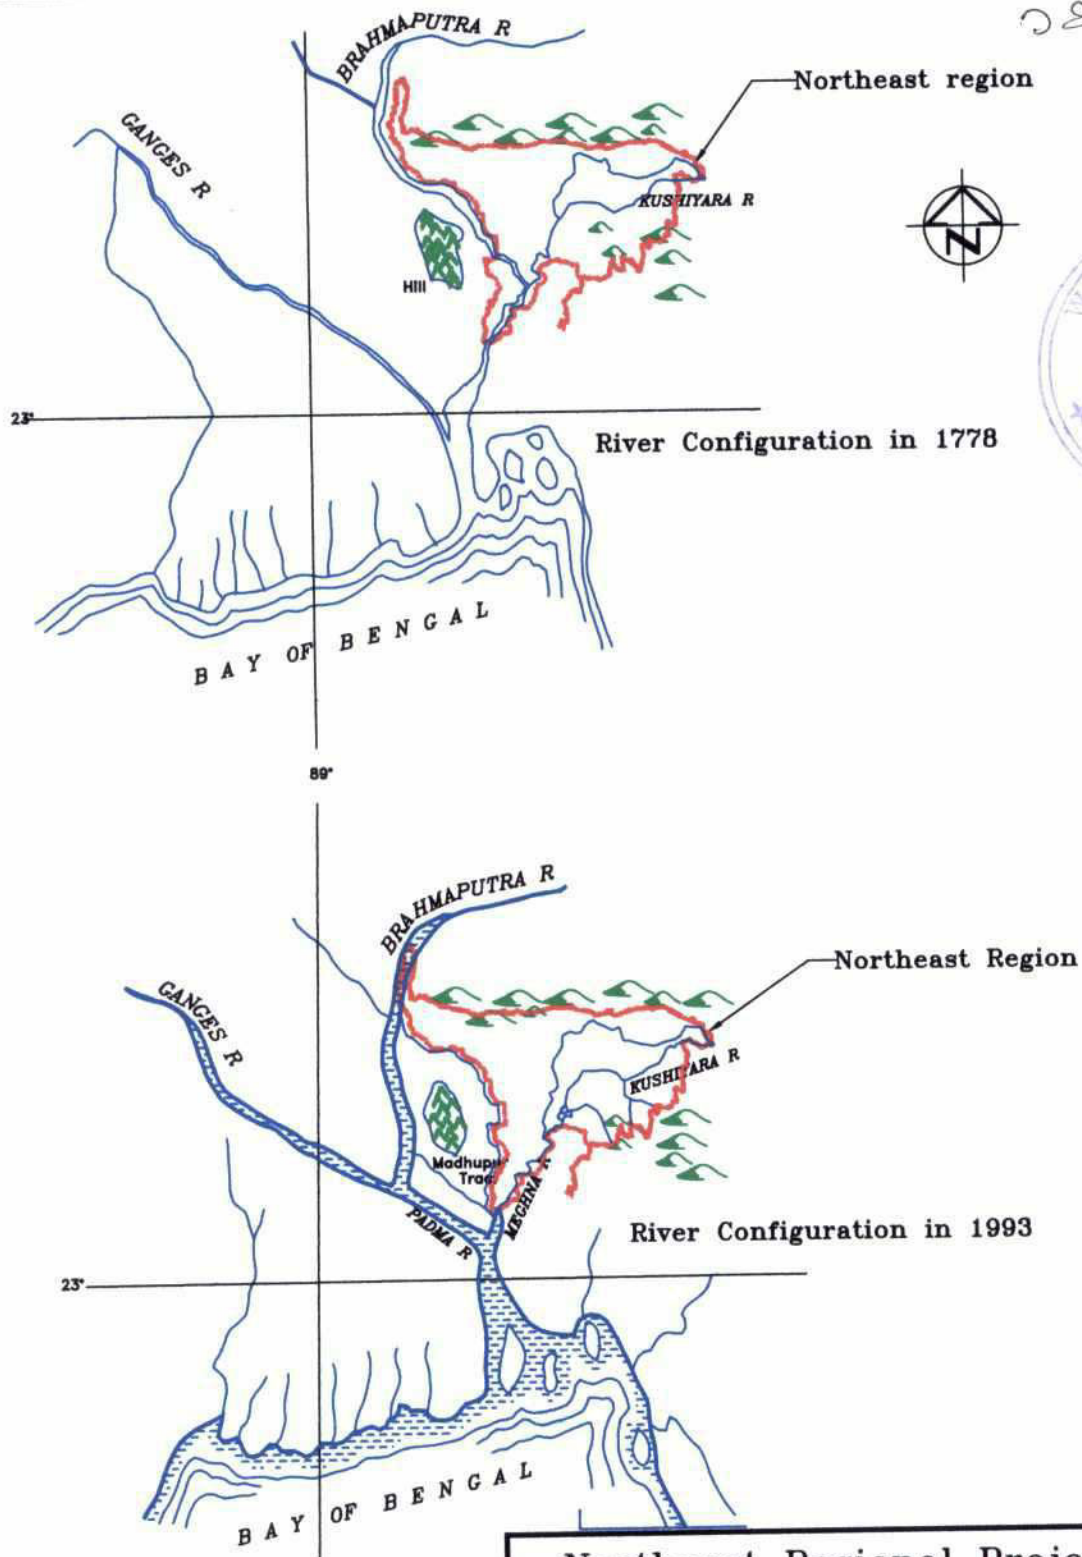 BRAHMAPUTRA R
Northeast region
GANGES R
KUSHIYARA R
N
Hill
23°
River Configuration in 1778
BAY OF BENGAL
89°
BRAHMAPUTRA R
Northeast Region
GANGES R
KUSHIYARA R
Madhupur
Tract
MEGHNA R
PADMA R
River Configuration in 1993
23°
BAY OF BENGAL